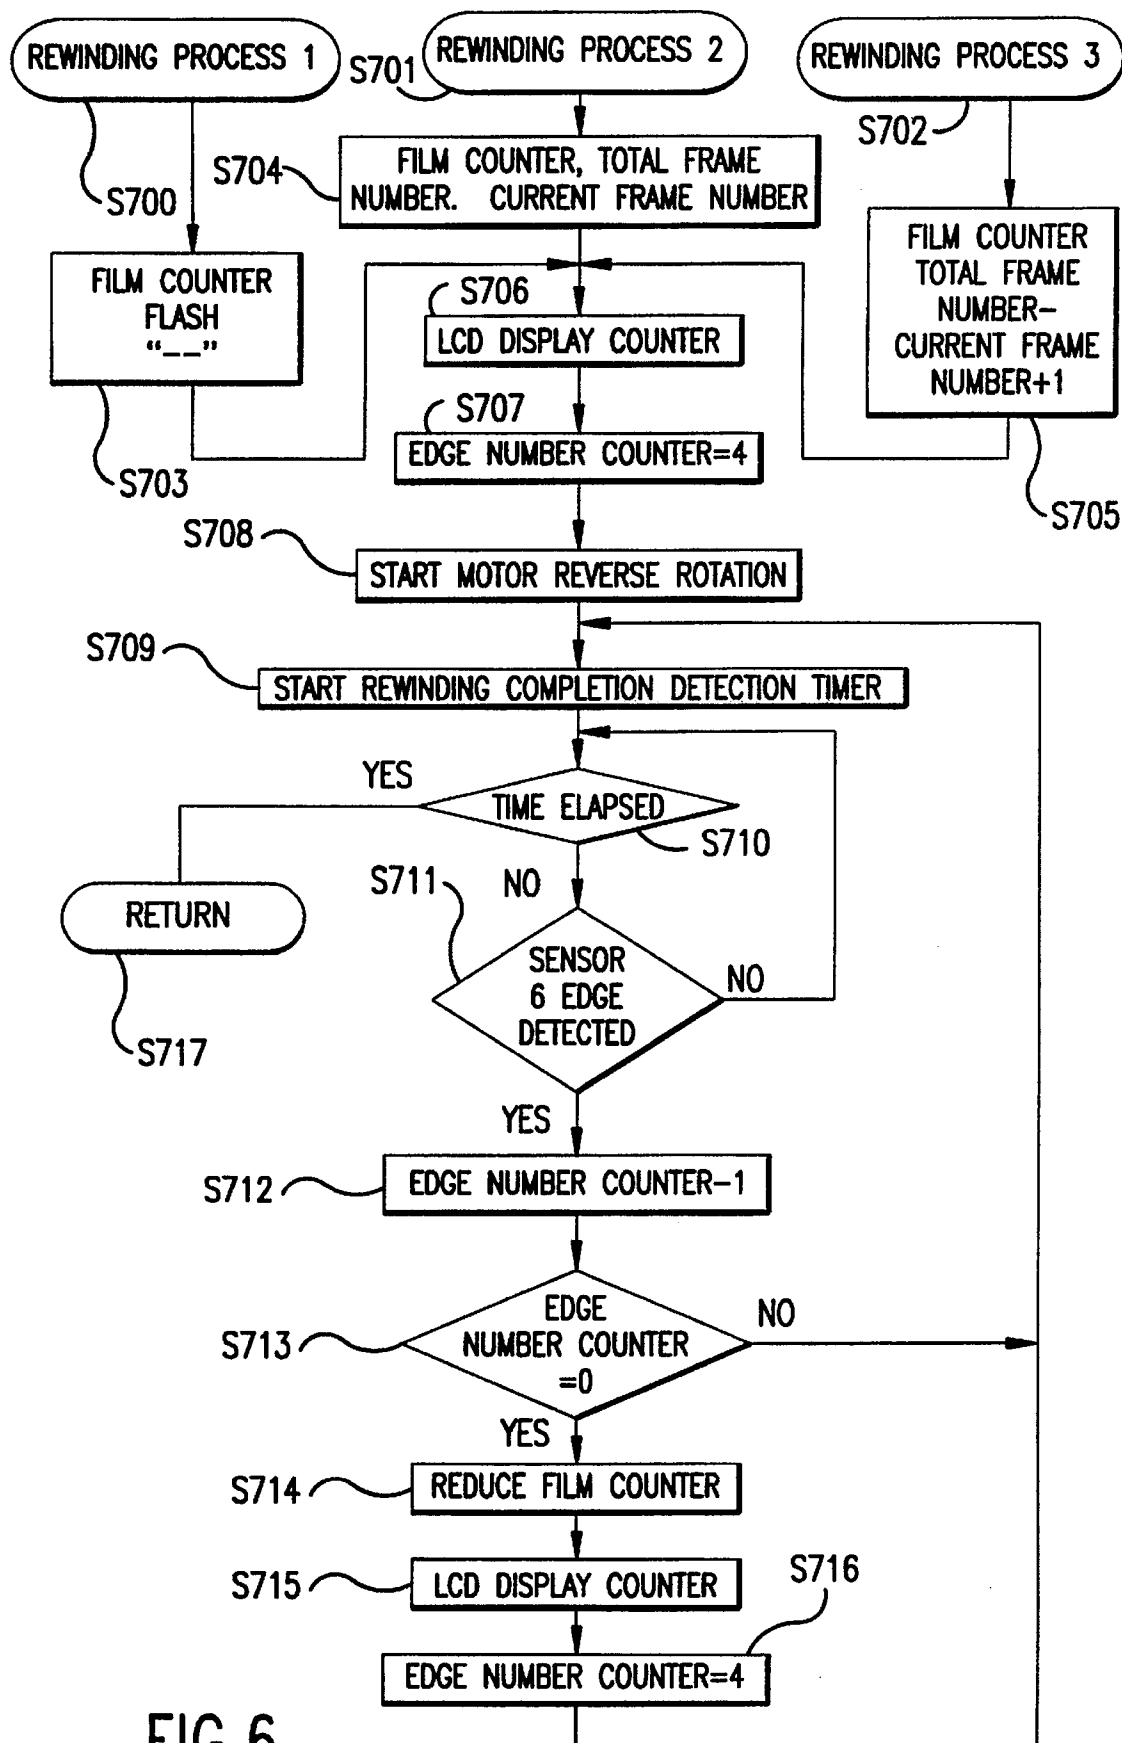 REWINDING PROCESS 1
REWINDING PROCESS 2
REWINDING PROCESS 3
S701
S702
S700
S704
FILM COUNTER, TOTAL FRAME
NUMBER. CURRENT FRAME NUMBER
FILM COUNTER
FLASH
“__”
S703
FILM COUNTER
TOTAL FRAME
NUMBER–
CURRENT FRAME
NUMBER+1
S705
S706
LCD DISPLAY COUNTER
S707
EDGE NUMBER COUNTER=4
S708
START MOTOR REVERSE ROTATION
S709
START REWINDING COMPLETION DETECTION TIMER
YES
TIME ELAPSED
S710
NO
S711
RETURN
S717
SENSOR
6 EDGE
DETECTED
NO
YES
S712
EDGE NUMBER COUNTER–1
S713
EDGE
NUMBER COUNTER
=0
NO
YES
S714
REDUCE FILM COUNTER
S715
LCD DISPLAY COUNTER
S716
EDGE NUMBER COUNTER=4
FIG.6